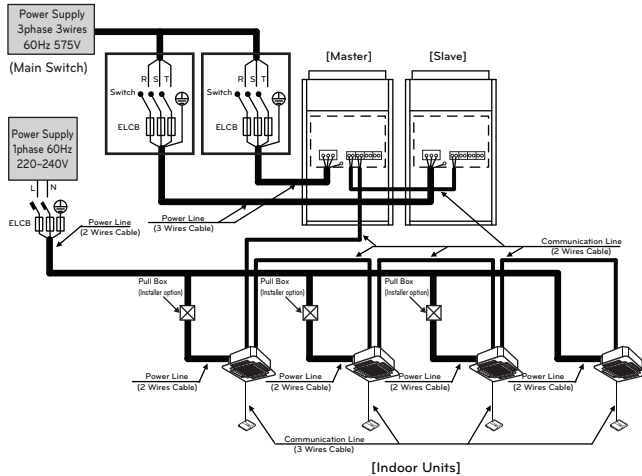 Power Supply
3phase 3wires
60Hz 575V
(Main Switch)
[Master]
[Slave]
R S T
Switch
ELCB
R S T
Switch
ELCB
Power Supply
1phase 60Hz
220~240V
L N
ELCB
Power Line
(2 Wires Cable)
Power Line
(3 Wires Cable)
Communication Line
(2 Wires Cable)
Pull Box
(Installer option)
Pull Box
(Installer option)
Pull Box
(Installer option)
Power Line
(2 Wires Cable)
Power Line
(2 Wires Cable)
Power Line
(2 Wires Cable)
Power Line
(2 Wires Cable)
Communication Line
(3 Wires Cable)
[Indoor Units]